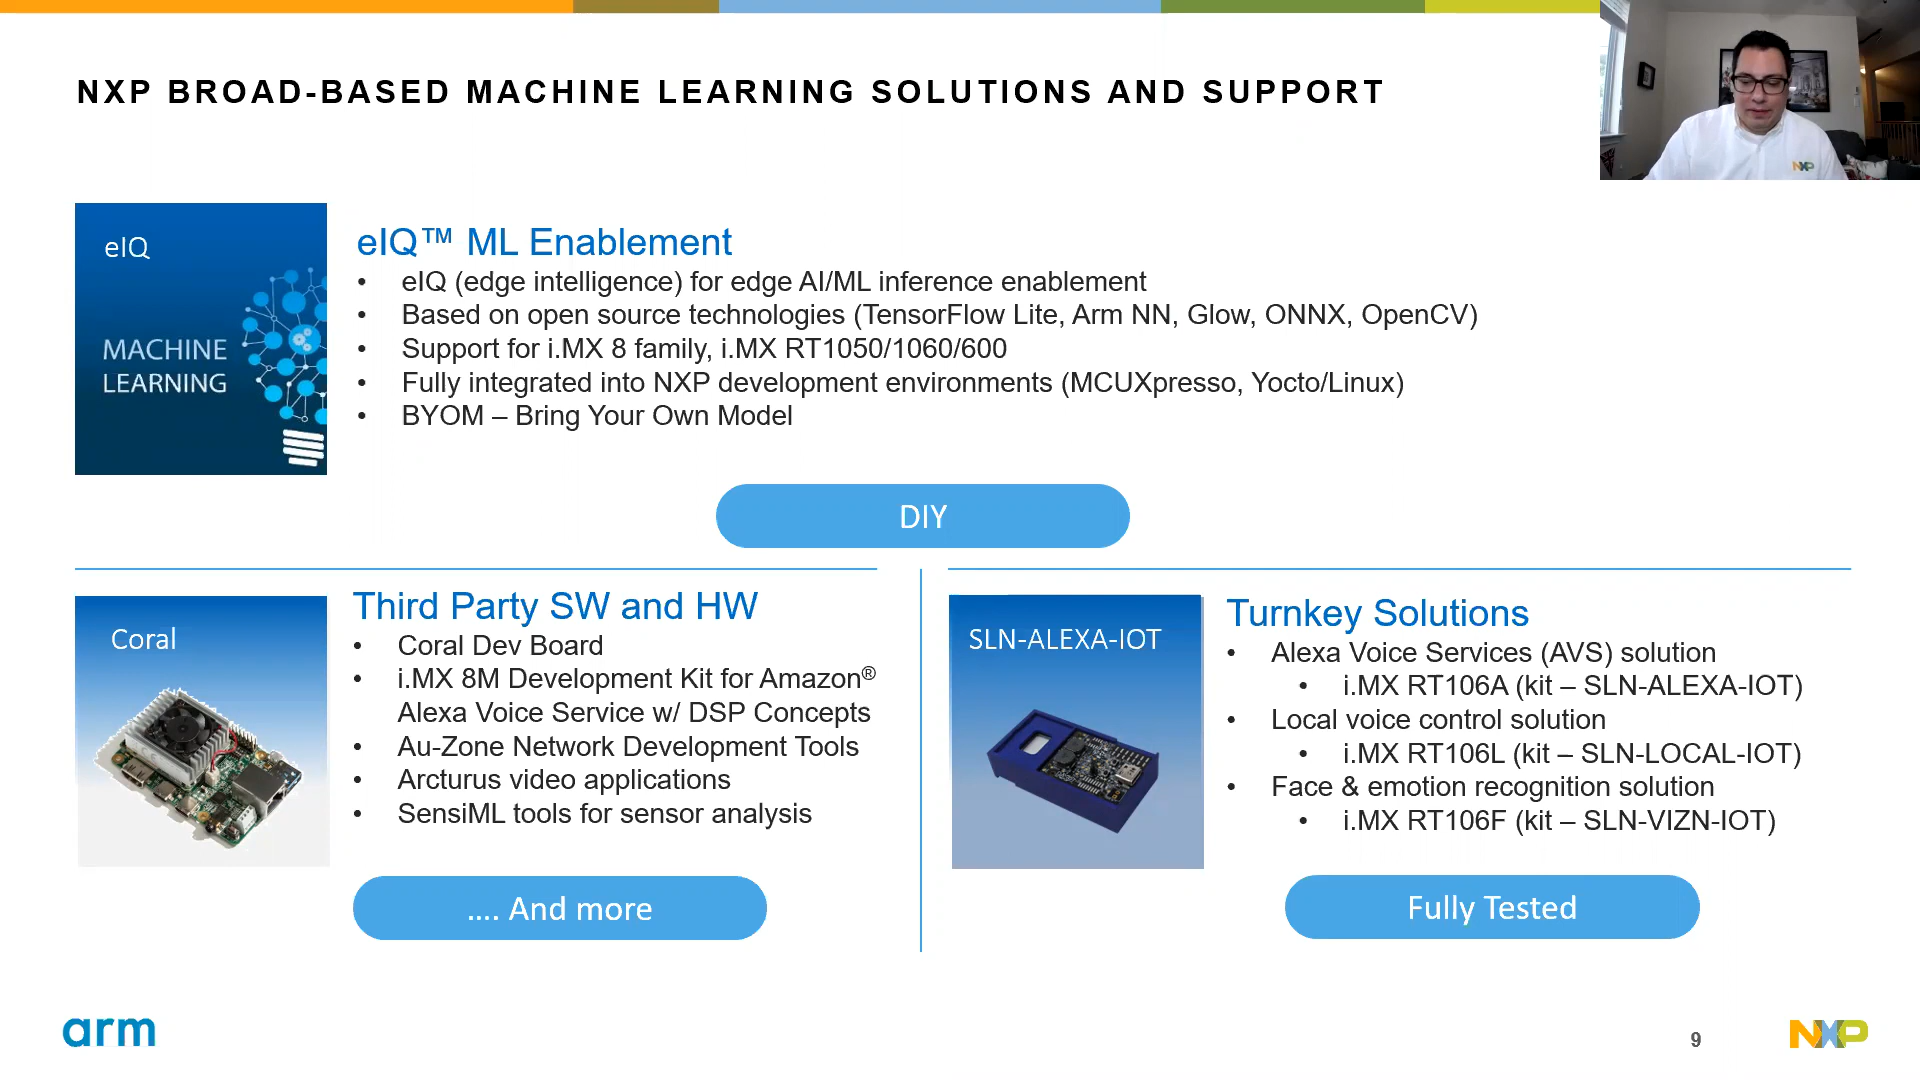 NXP BROAD-BASED MACHINE LEARNING SOLUTIONS AND SUPPORT
NXP
eIQ
MACHINE
LEARNING
eIQ™ ML Enablement
• eIQ (edge intelligence) for edge AI/ML inference enablement
• Based on open source technologies (TensorFlow Lite, Arm NN, Glow, ONNX, OpenCV)
• Support for i.MX 8 family, i.MX RT1050/1060/600
• Fully integrated into NXP development environments (MCUXpresso, Yocto/Linux)
• BYOM – Bring Your Own Model
DIY
Coral
Third Party SW and HW
• Coral Dev Board
• i.MX 8M Development Kit for Amazon®
Alexa Voice Service w/ DSP Concepts
• Au-Zone Network Development Tools
• Arcturus video applications
• SensiML tools for sensor analysis
.... And more
SLN-ALEXA-IOT
Turnkey Solutions
• Alexa Voice Services (AVS) solution
• i.MX RT106A (kit – SLN-ALEXA-IOT)
• Local voice control solution
• i.MX RT106L (kit – SLN-LOCAL-IOT)
• Face & emotion recognition solution
• i.MX RT106F (kit – SLN-VIZN-IOT)
Fully Tested
arm
9
NXP